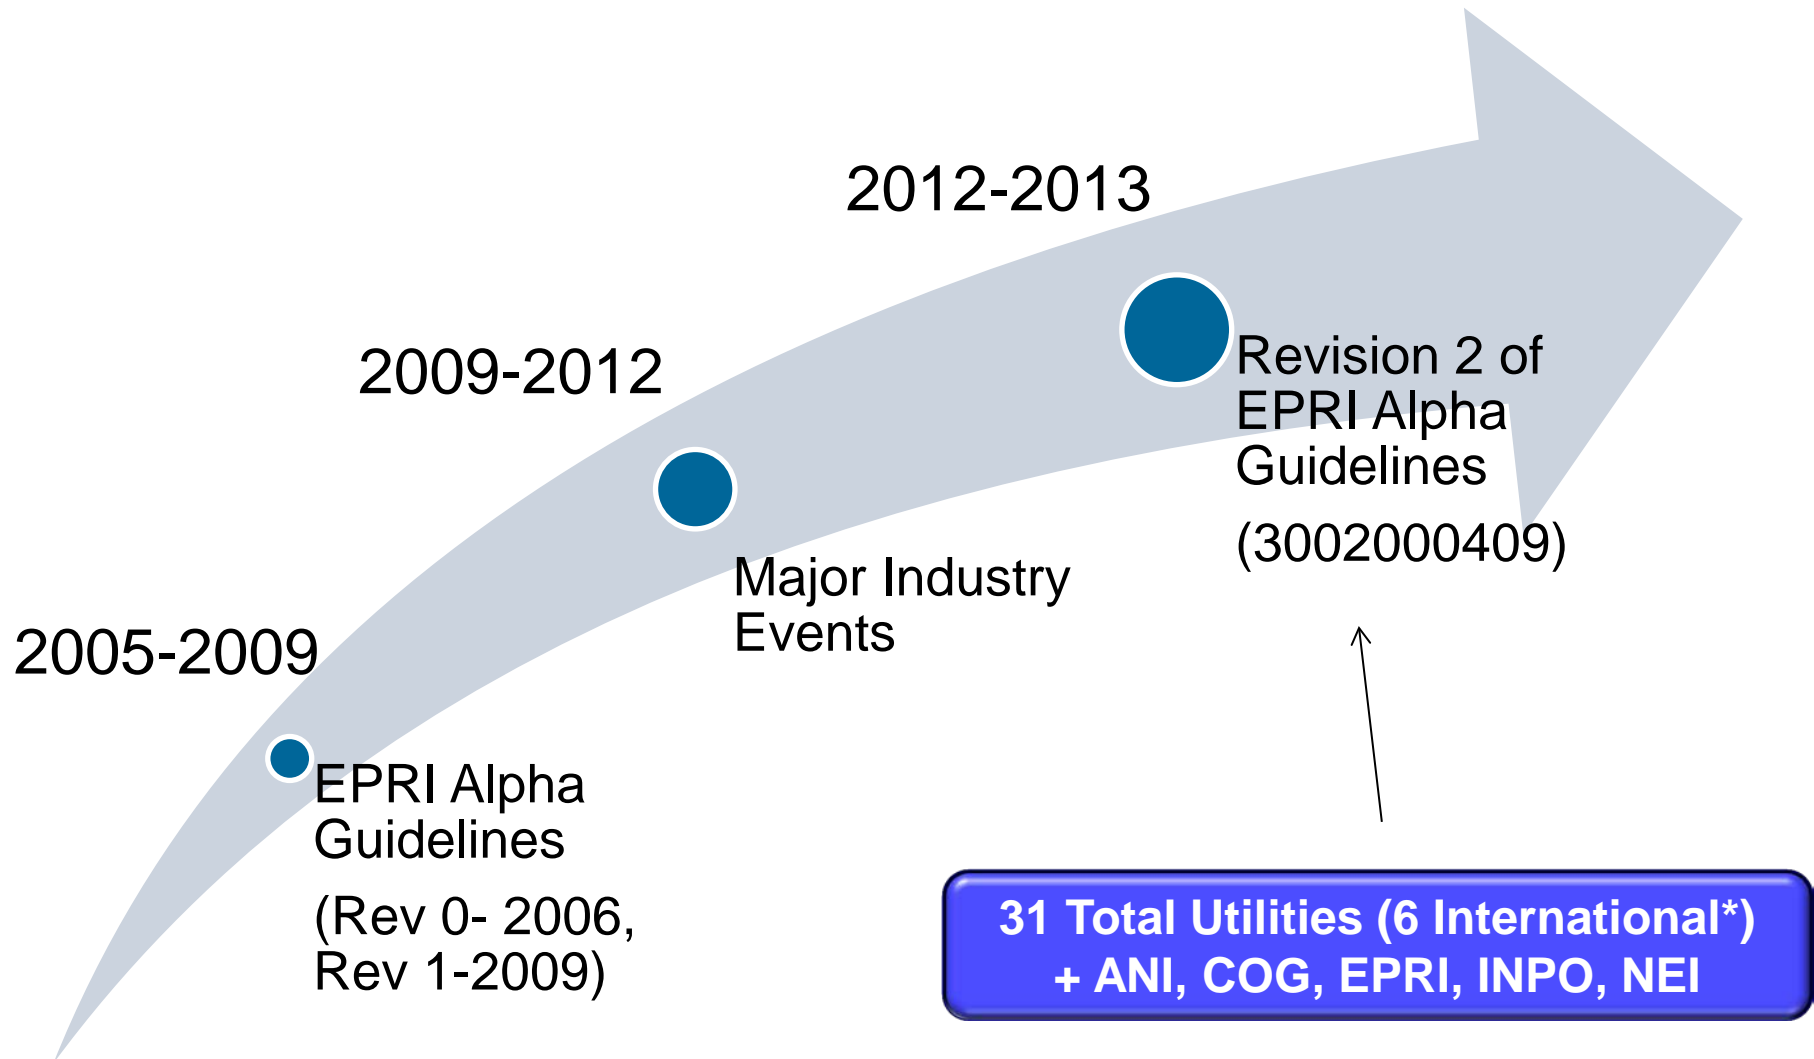 2005-2009
EPRI Alpha
Guidelines
(Rev 0- 2006,
Rev 1-2009)
2009-2012
Major Industry
Events
2012-2013
Revision 2 of
EPRI Alpha
Guidelines
(3002000409)
31 Total Utilities (6 International*)
+ ANI, COG, EPRI, INPO, NEI